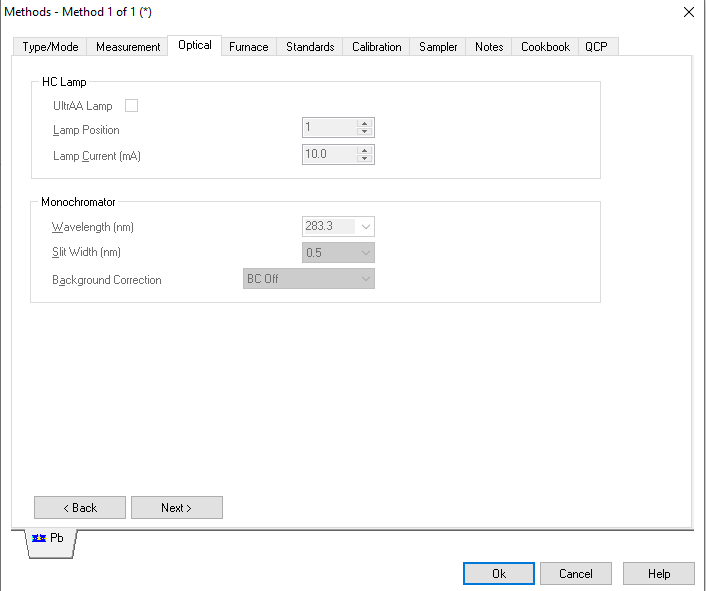 Methods - Method 1 of 1 (*)
Type/Mode Measurement Optical Furnace Standards Calibration Sampler Notes Cookbook QCP
HC Lamp
UltrAA Lamp
Lamp Position 1
Lamp Current (mA) 10.0
Monochromator
Wavelength (nm) 283.3
Slit Width (nm) 0.5
Background Correction BC Off
< Back Next >
Pb
Ok Cancel Help